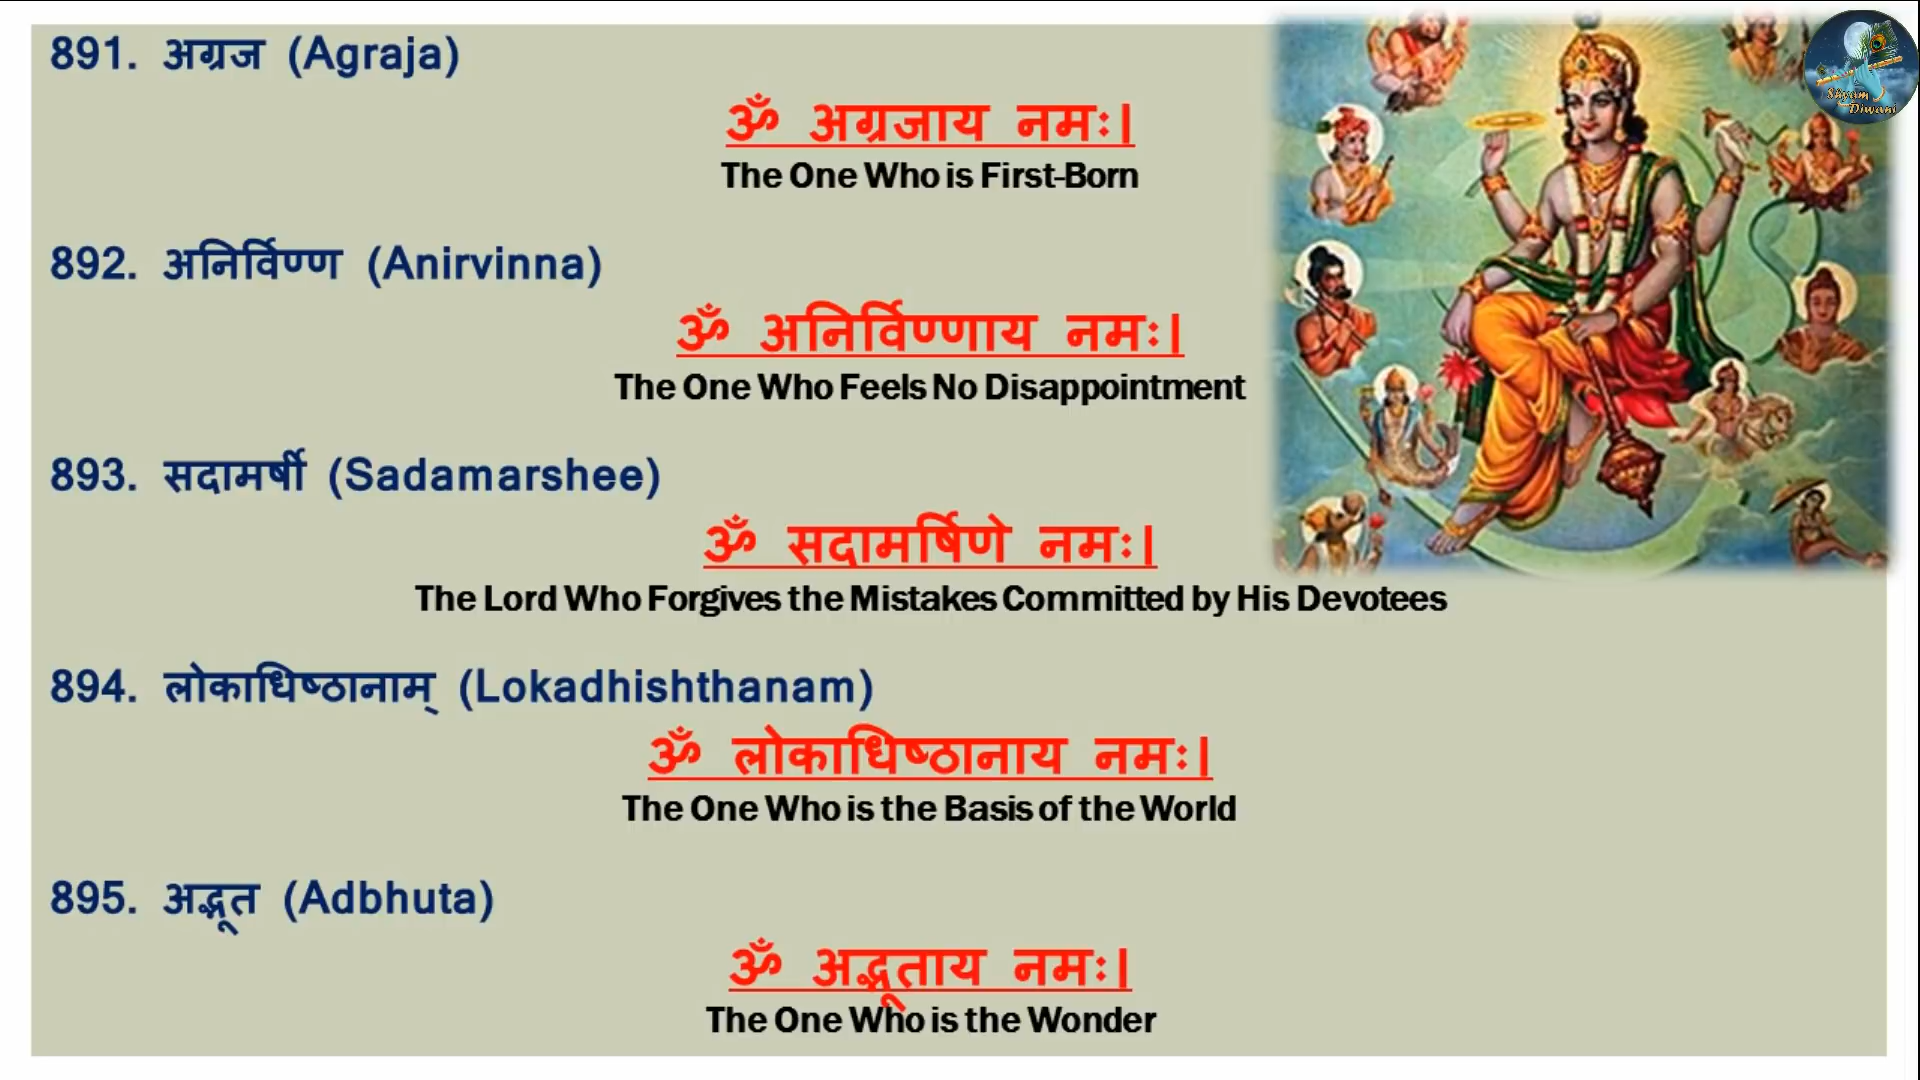 891. अग्रज (Agraja)
ॐ अग्रजाय नमः।
The One Who is First-Born
892. अनिर्विण्ण (Anirvinna)
ॐ अनिर्विण्णाय नमः।
The One Who Feels No Disappointment
893. सदामर्षी (Sadamarshee)
ॐ सदामर्षिणे नमः।
The Lord Who Forgives the Mistakes Committed by His Devotees
894. लोकाधिष्ठानाम् (Lokadhishthanam)
ॐ लोकाधिष्ठानाय नमः।
The One Who is the Basis of the World
895. अद्भूत (Adbhuta)
ॐ अद्भूताय नमः।
The One Who is the Wonder
Shyam
Diwani